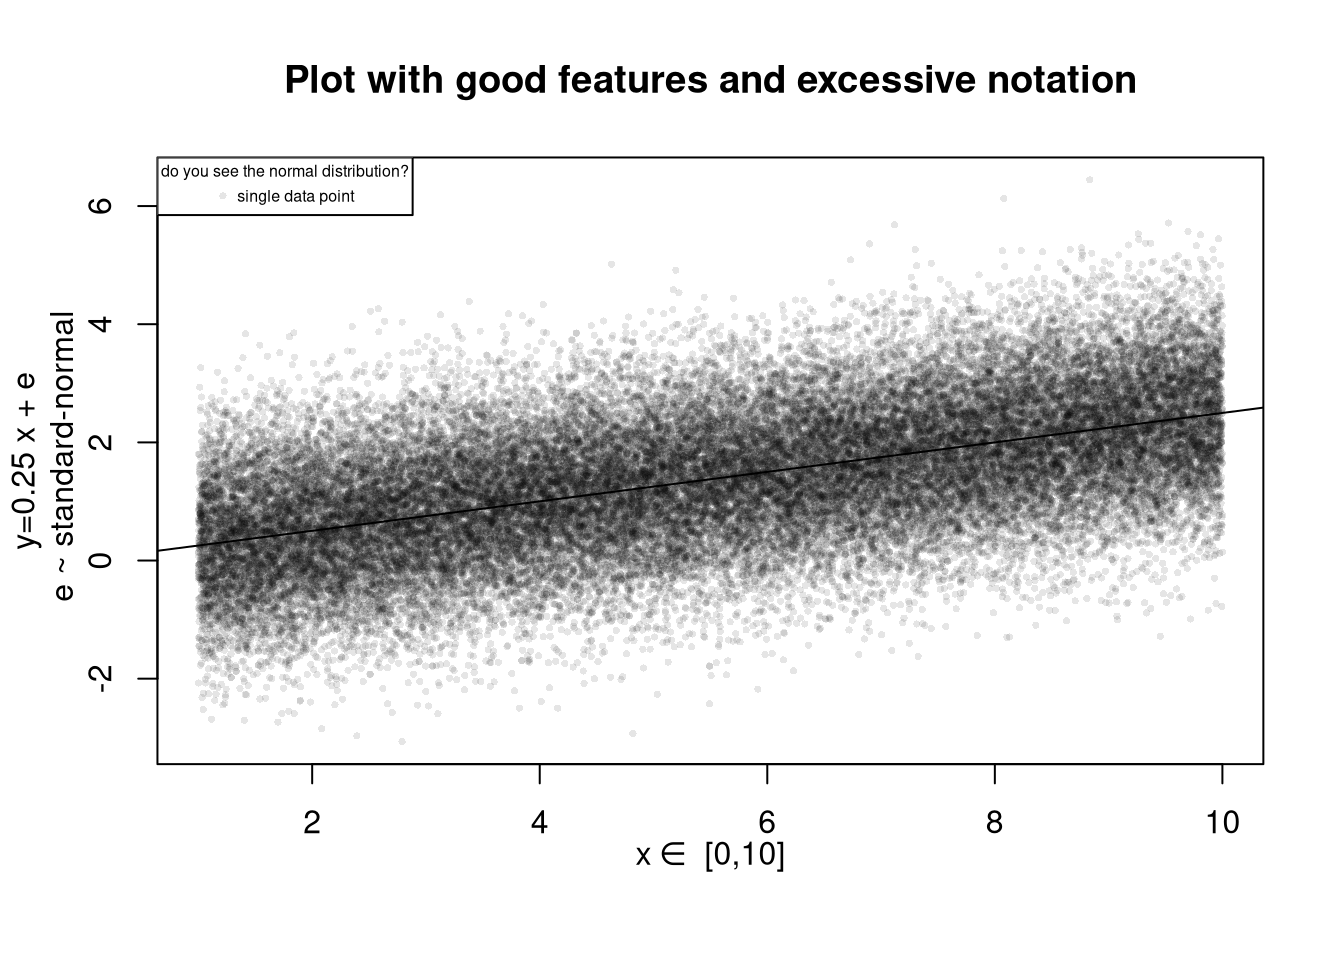 Plot with good features and excessive notation
do you see the normal distribution?
single data point
y=0.25 x + e
e ~ standard-normal
6
4
2
0
-2
2 4 6 8 10
x ∈ [0,10]